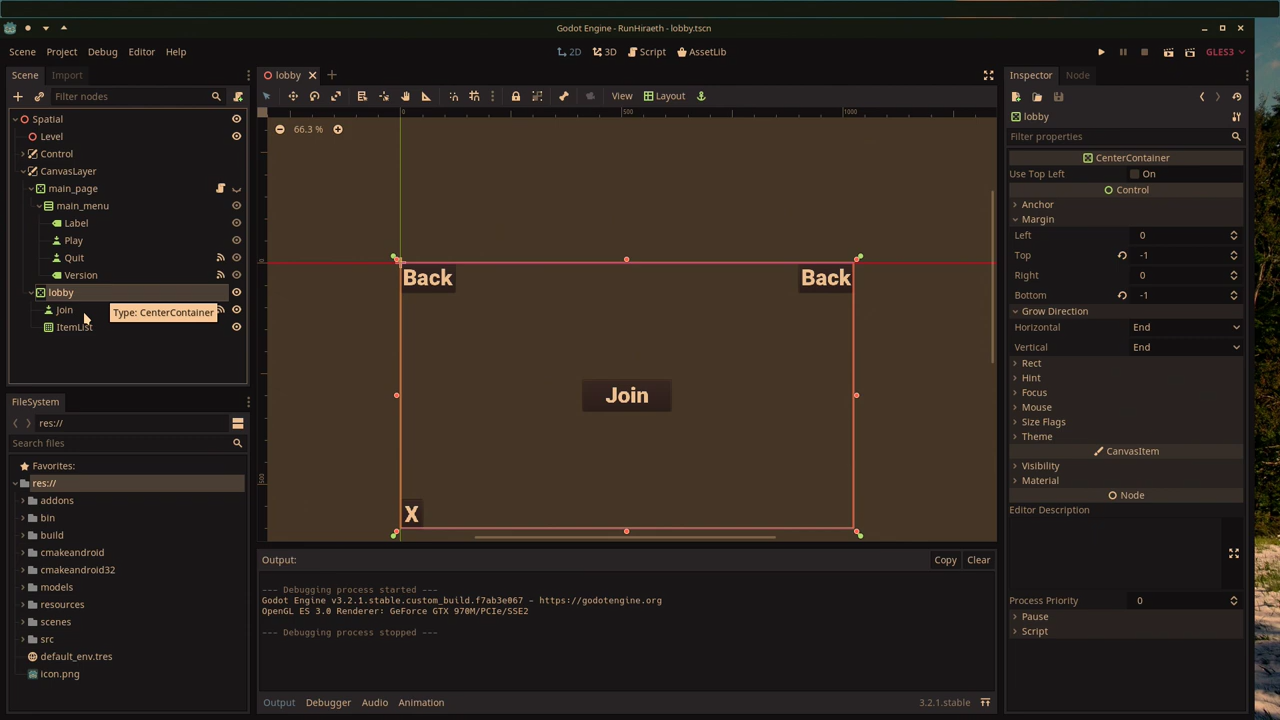 Godot Engine - RunHiraeth - lobby.tscn
Scene Project Debug Editor Help
2D 3D Script AssetLib
GLES3
Scene Import
Filter nodes
Spatial
Level
Control
CanvasLayer
main_page
main_menu
Label
Play
Quit
Version
lobby
Join
Type: CenterContainer
ItemList
FileSystem
res://
Search files
Favorites:
res://
addons
bin
build
cmakeandroid
cmakeandroid32
models
resources
scenes
src
default_env.tres
icon.png
lobby
View Layout
0 500 1000
66.3 %
0
500
Back Back
Join
X
Output: Copy Clear
--- Debugging process started ---
Godot Engine v3.2.1.stable.custom_build.f7ab3e067 - https://godotengine.org
OpenGL ES 3.0 Renderer: GeForce GTX 970M/PCIe/SSE2
--- Debugging process stopped ---
Output Debugger Audio Animation 3.2.1.stable
Inspector Node
lobby
Filter properties
CenterContainer
Use Top Left On
Control
Anchor
Margin
Left 0
Top -1
Right 0
Bottom -1
Grow Direction
Horizontal End
Vertical End
Rect
Hint
Focus
Mouse
Size Flags
Theme
CanvasItem
Visibility
Material
Node
Editor Description
Process Priority 0
Pause
Script